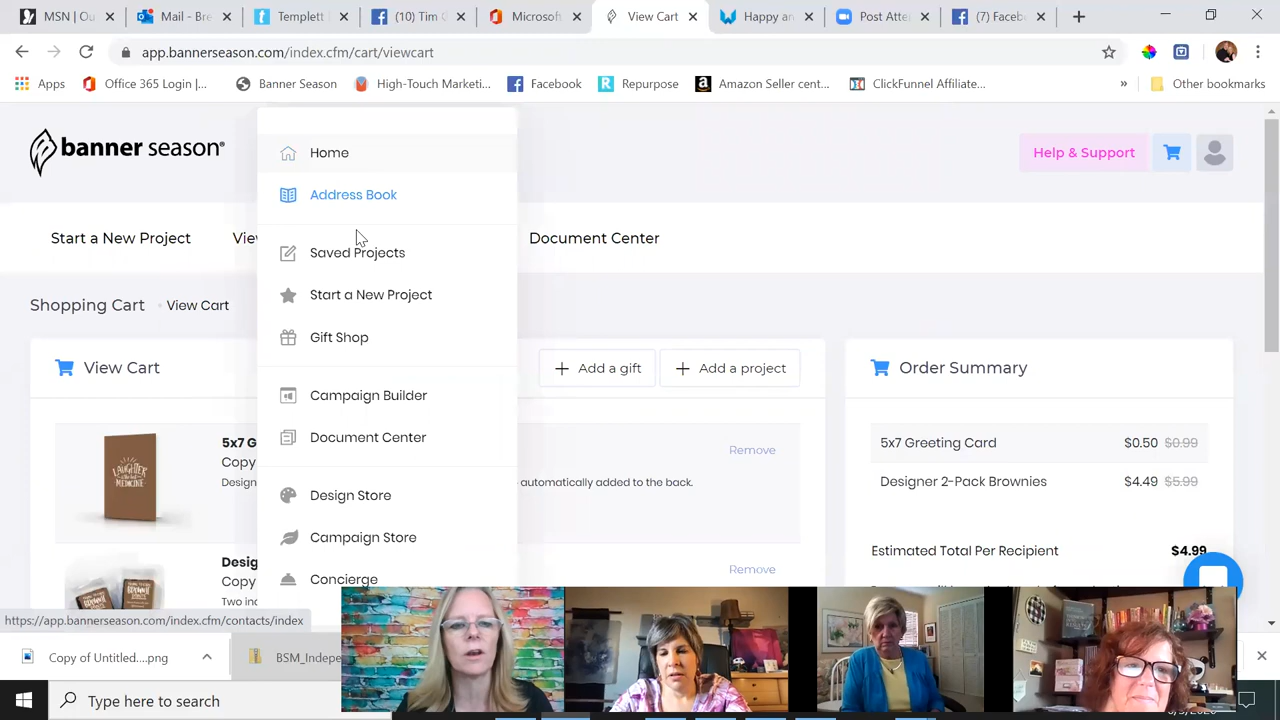 MSN | Ou
Mail - Bre
Templett
(10) Tim C
Microsoft
View Cart
Happy an
Post Atte
(7) Faceb
app.bannerseason.com/index.cfm/cart/viewcart
Apps
Office 365 Login |...
Banner Season
High-Touch Marketi...
Facebook
Repurpose
Amazon Seller cent...
ClickFunnel Affiliate...
»
Other bookmarks
banner season®
Home
Help & Support
Address Book
Start a New Project
View
Document Center
Saved Projects
Start a New Project
Gift Shop
Shopping Cart • View Cart
View Cart
+ Add a gift
+ Add a project
Order Summary
Campaign Builder
Document Center
Design Store
Campaign Store
Concierge
LAUGHTER
MEDICINE
5x7 G
Copy
Design
Remove
automatically added to the back.
5x7 Greeting Card
$0.50 $0.99
Designer 2-Pack Brownies
$4.49 $5.99
Desig
Copy
Two inc
Remove
Estimated Total Per Recipient
$4.99
https://app.bannerseason.com/index.cfm/contacts/index
Copy of Untitled....png
BSM_Indepe
Type here to search